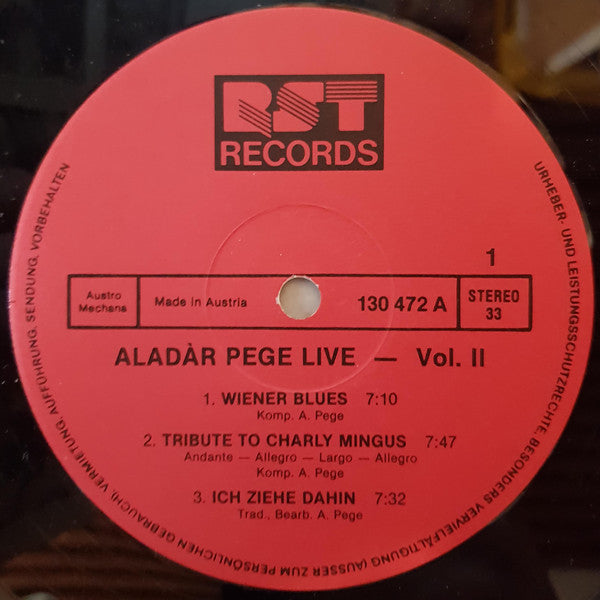 RST
RECORDS
1
Austro
Mechana
Made in Austria
130 472 A
STEREO
33
ALADÀR PEGE LIVE — Vol. II
1. WIENER BLUES 7:10
Komp. A. Pege
2. TRIBUTE TO CHARLY MINGUS 7:47
Andante — Allegro — Largo — Allegro
Komp. A. Pege
3. ICH ZIEHE DAHIN 7:32
Trad., Bearb. A. Pege
URHEBER- UND LEISTUNGSSCHUTZRECHTE, BESONDERS VERVIELFÄLTIGUNG (AUSSER ZUM PERSÖNLICHEN GEBRAUCH) VERMIETUNG, AUFFÜHRUNG, SENDUNG, VORBEHALTEN